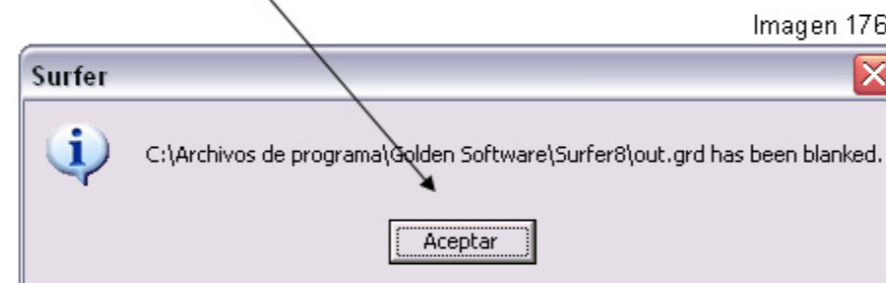 Imagen 176
Surfer
C:\Archivos de programa\Golden Software\Surfer8\out.grd has been blanked.
Aceptar